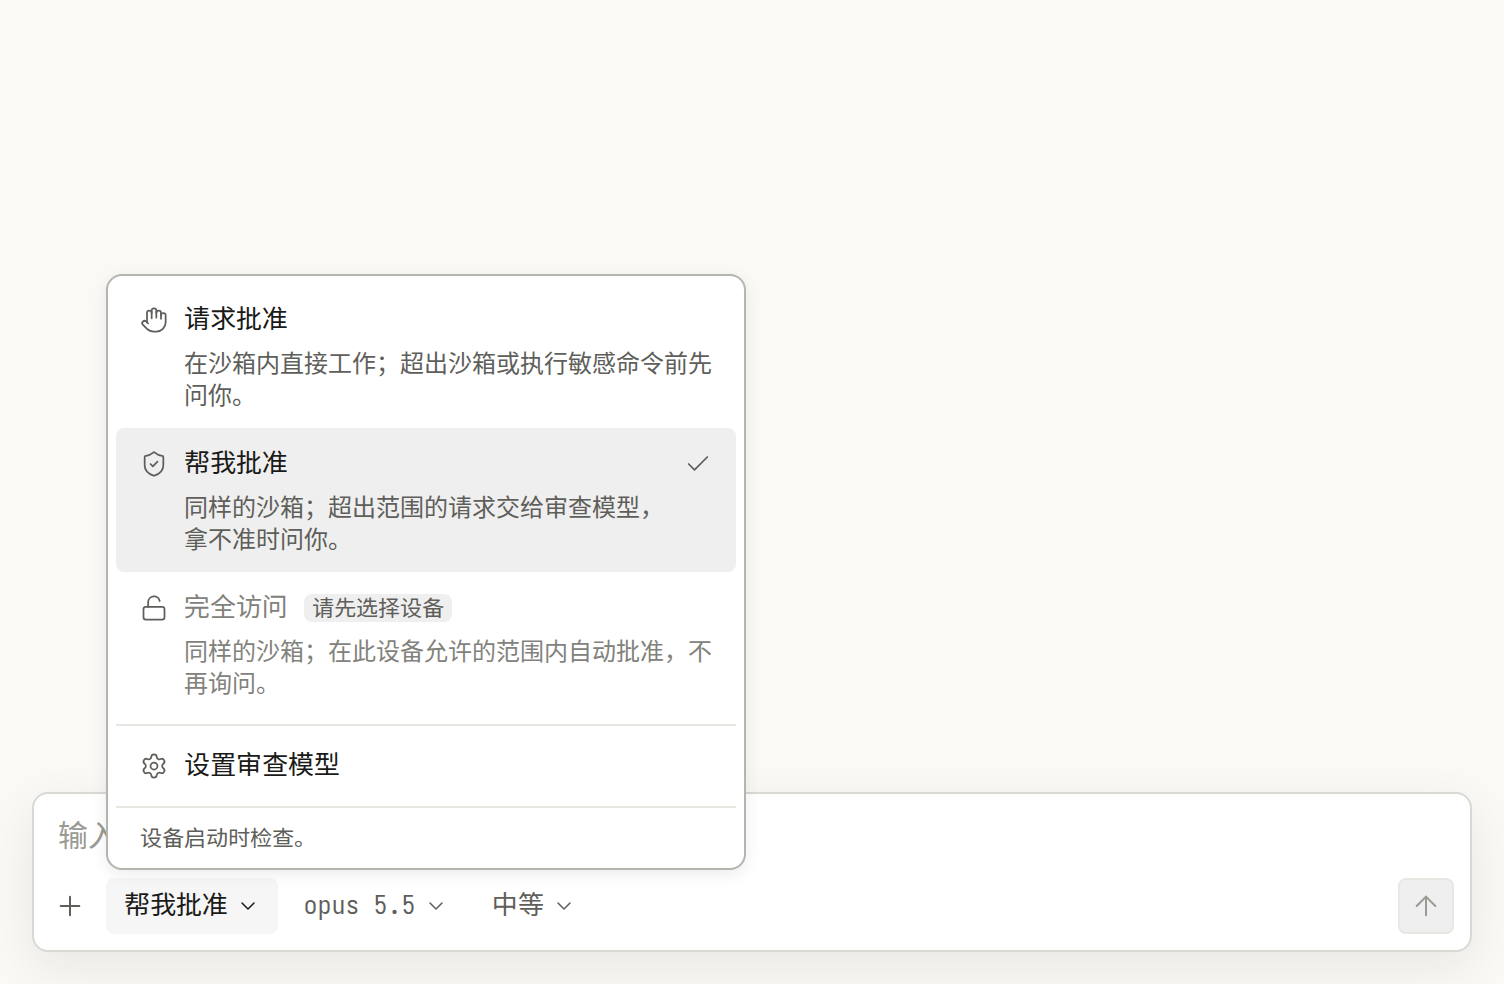 请求批准
在沙箱内直接工作；超出沙箱或执行敏感命令前先
问你。
帮我批准
同样的沙箱；超出范围的请求交给审查模型，
拿不准时问你。
完全访问 请先选择设备
同样的沙箱；在此设备允许的范围内自动批准，不
再询问。
设置审查模型
设备启动时检查。
输入
帮我批准 opus 5.5 中等